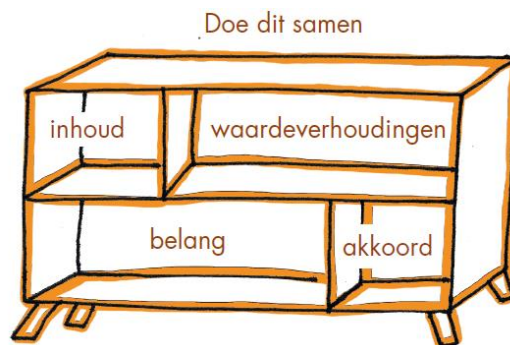 Doe dit samen
inhoud
waardeverhoudingen
belang
akkoord